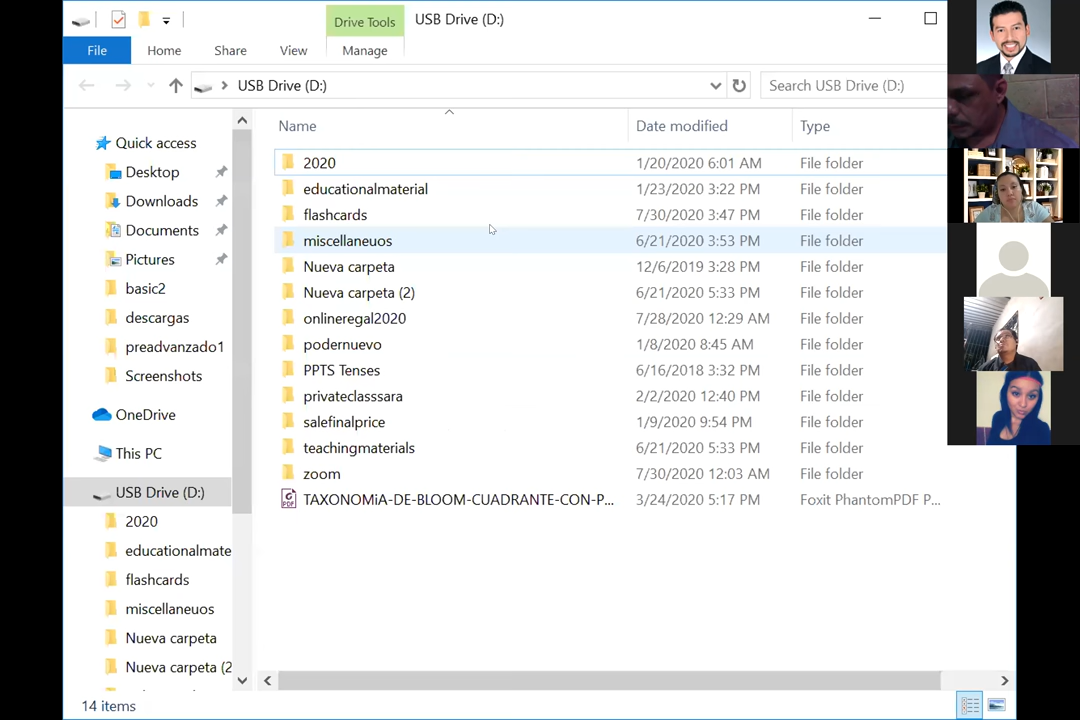 Drive Tools
USB Drive (D:)
File
Home
Share
View
Manage
USB Drive (D:)
Search USB Drive (D:)
Name
Date modified
Type
Quick access
Desktop
Downloads
Documents
Pictures
basic2
descargas
preadvanzado1
Screenshots
OneDrive
This PC
USB Drive (D:)
2020
educationalmate
flashcards
miscellaneuos
Nueva carpeta
Nueva carpeta (2
2020 1/20/2020 6:01 AM File folder
educationalmaterial 1/23/2020 3:22 PM File folder
flashcards 7/30/2020 3:47 PM File folder
miscellaneuos 6/21/2020 3:53 PM File folder
Nueva carpeta 12/6/2019 3:28 PM File folder
Nueva carpeta (2) 6/21/2020 5:33 PM File folder
onlineregal2020 7/28/2020 12:29 AM File folder
podernuevo 1/8/2020 8:45 AM File folder
PPTS Tenses 6/16/2018 3:32 PM File folder
privateclasssara 2/2/2020 12:40 PM File folder
salefinalprice 1/9/2020 9:54 PM File folder
teachingmaterials 6/21/2020 5:33 PM File folder
zoom 7/30/2020 12:03 AM File folder
TAXONOMiA-DE-BLOOM-CUADRANTE-CON-P... 3/24/2020 5:17 PM Foxit PhantomPDF P...
14 items